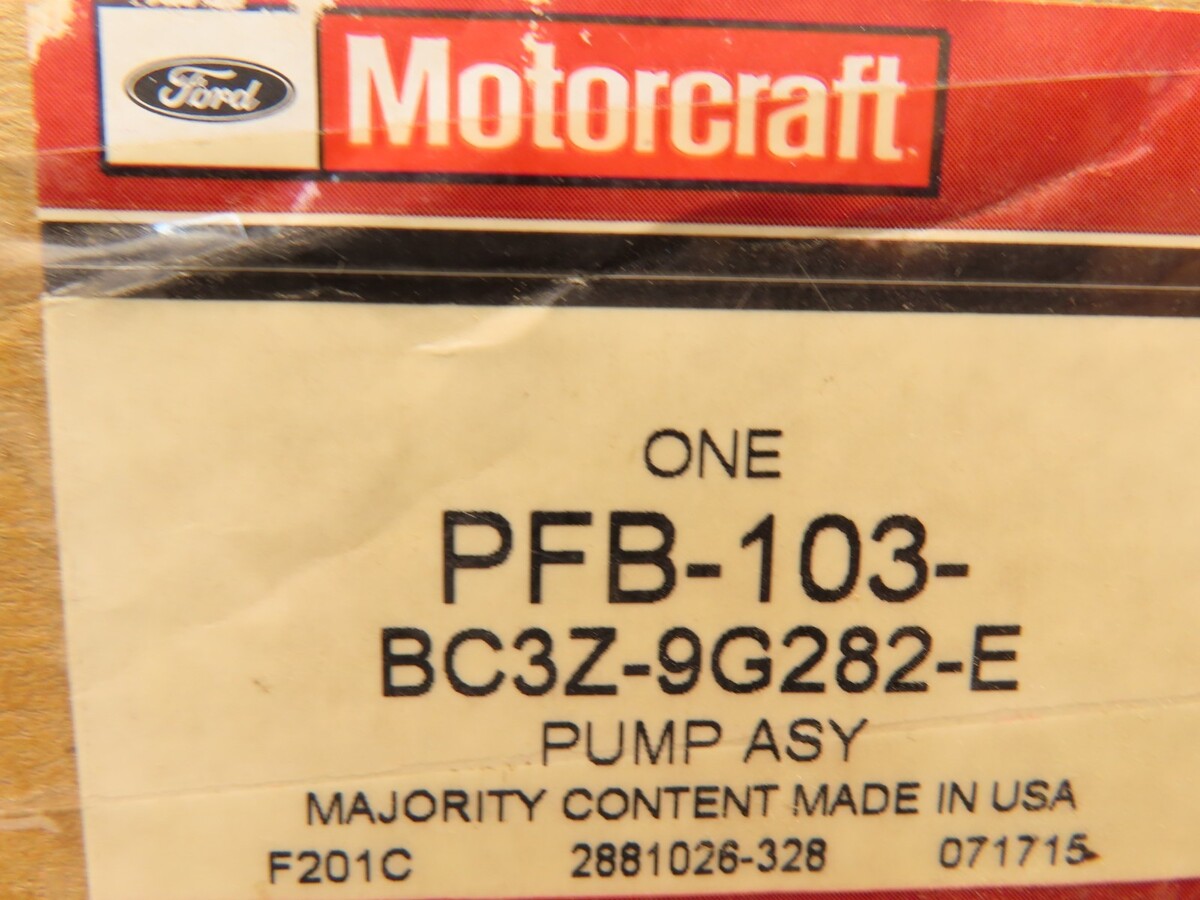 Ford Motorcraft
ONE
PFB-103-
BC3Z-9G282-E
PUMP ASY
MAJORITY CONTENT MADE IN USA
F201C 2881026-328 071715